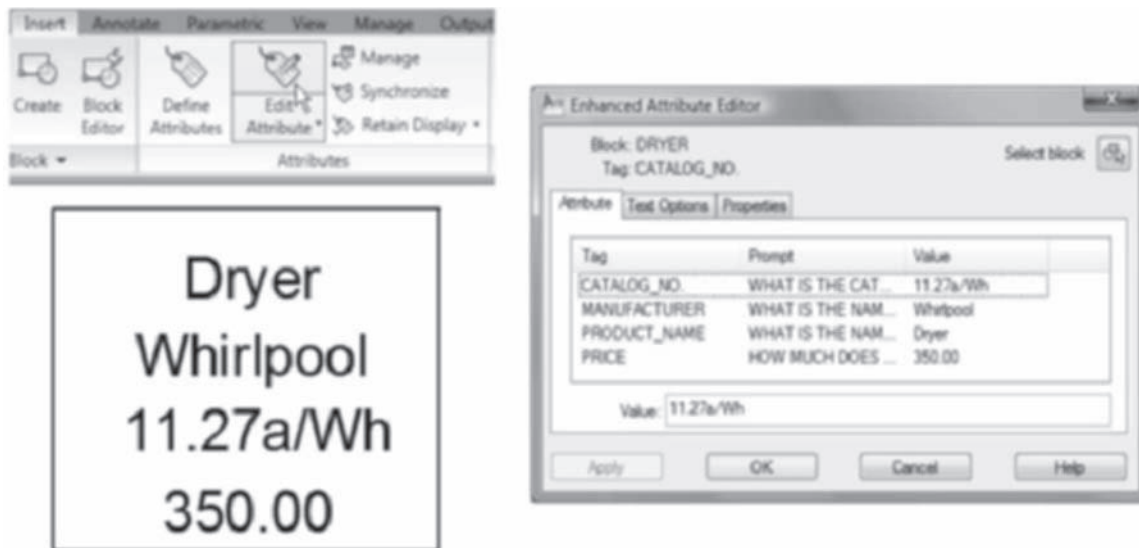 Insert Annotate Parametric View Manage Output
Create
Block Editor
Define Attributes
Edit Attribute
Manage
Synchronize
Retain Display
Block
Attributes
Dryer
Whirlpool
11.27a/Wh
350.00
Enhanced Attribute Editor
Block: DRYER
Tag: CATALOG_NO.
Select block
Attribute Text Options Properties
Tag Prompt Value
CATALOG_NO. WHAT IS THE CAT... 11.27a/Wh
MANUFACTURER WHAT IS THE NAM... Whirlpool
PRODUCT_NAME WHAT IS THE NAM... Dryer
PRICE HOW MUCH DOES ... 350.00
Value: 11.27a/Wh
Apply OK Cancel Help